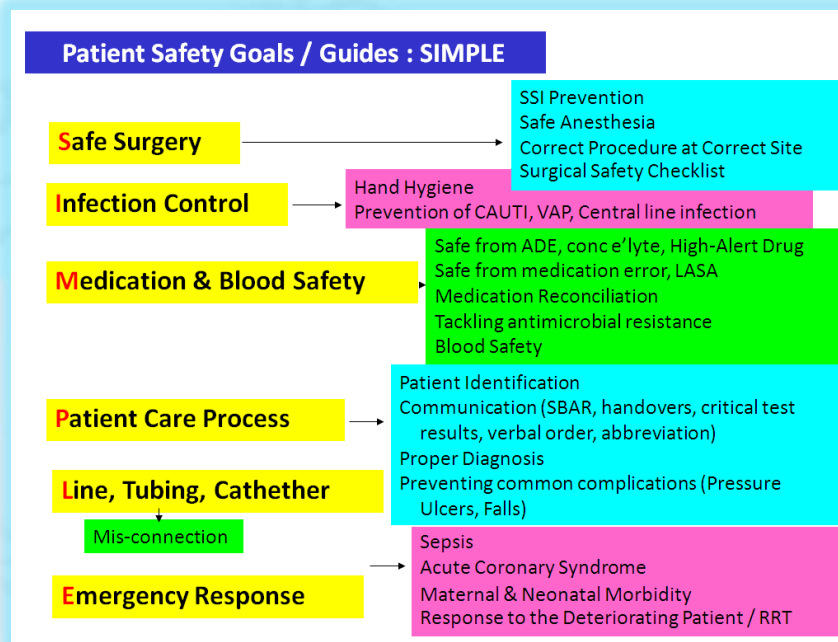 Patient Safety Goals / Guides : SIMPLE
Safe Surgery
SSI Prevention
Safe Anesthesia
Correct Procedure at Correct Site
Surgical Safety Checklist
Infection Control
Hand Hygiene
Prevention of CAUTI, VAP, Central line infection
Medication & Blood Safety
Safe from ADE, conc e'lyte, High-Alert Drug
Safe from medication error, LASA
Medication Reconciliation
Tackling antimicrobial resistance
Blood Safety
Patient Care Process
Patient Identification
Communication (SBAR, handovers, critical test
results, verbal order, abbreviation)
Proper Diagnosis
Preventing common complications (Pressure
Ulcers, Falls)
Line, Tubing, Cathether
Mis-connection
Emergency Response
Sepsis
Acute Coronary Syndrome
Maternal & Neonatal Morbidity
Response to the Deteriorating Patient / RRT